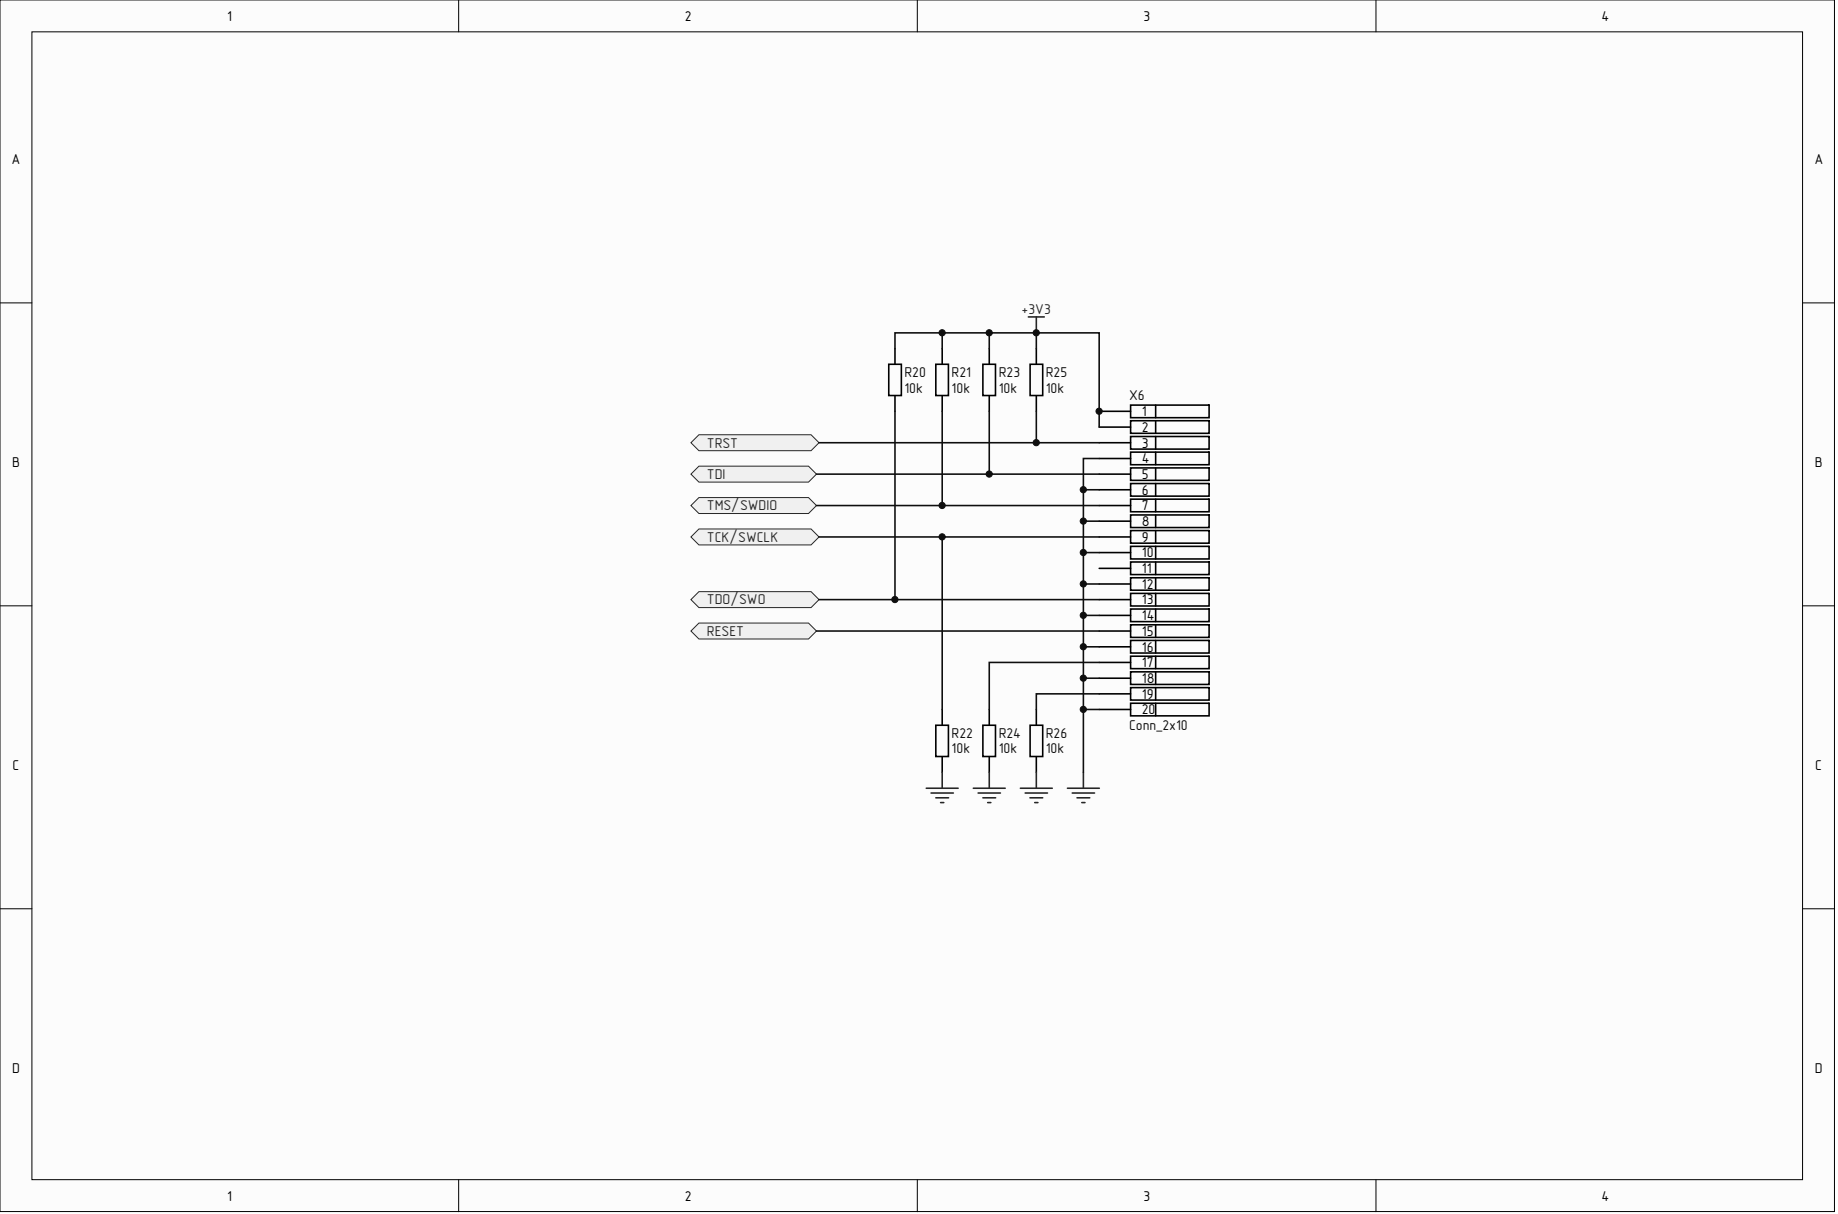 1 2 3 4
A A
+3V3
R20 R21 R23 R25
10k 10k 10k 10k
X6
1
2
TRST 3
4
B B
TDI 5
6
TMS/SWDIO 7
8
TCK/SWCLK 9
10
11
12
TDO/SWO 13
14
RESET 15
16
17
18
19
20
Conn_2x10
R22 R24 R26
10k 10k 10k
C C
D D
1 2 3 4